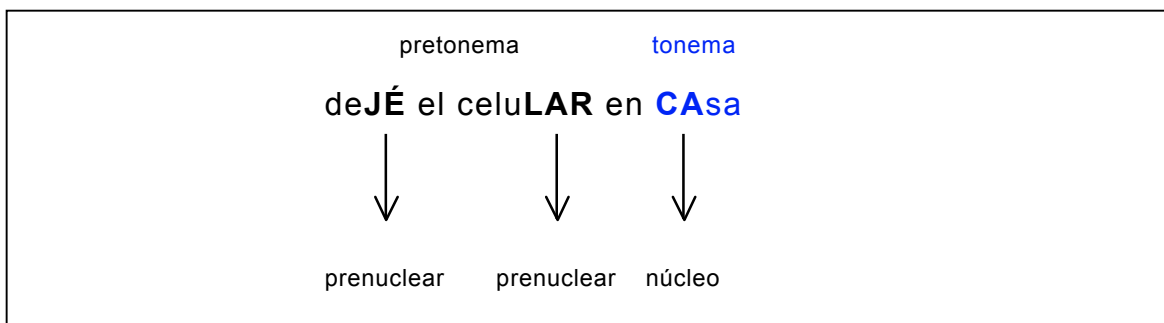 pretonema tonema
deJÉ el celuLAR en CAsa
prenuclear prenuclear núcleo